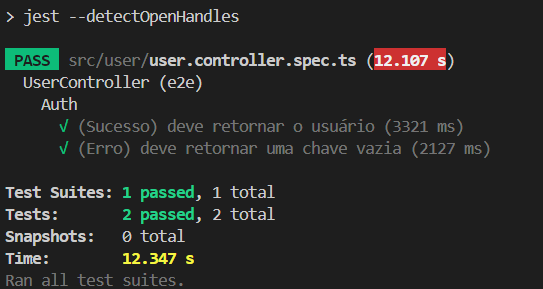 > jest --detectOpenHandles
PASS src/user/user.controller.spec.ts (12.107 s)
UserController (e2e)
Auth
√ (Sucesso) deve retornar o usuário (3321 ms)
√ (Erro) deve retornar uma chave vazia (2127 ms)
Test Suites: 1 passed, 1 total
Tests: 2 passed, 2 total
Snapshots: 0 total
Time: 12.347 s
Ran all test suites.